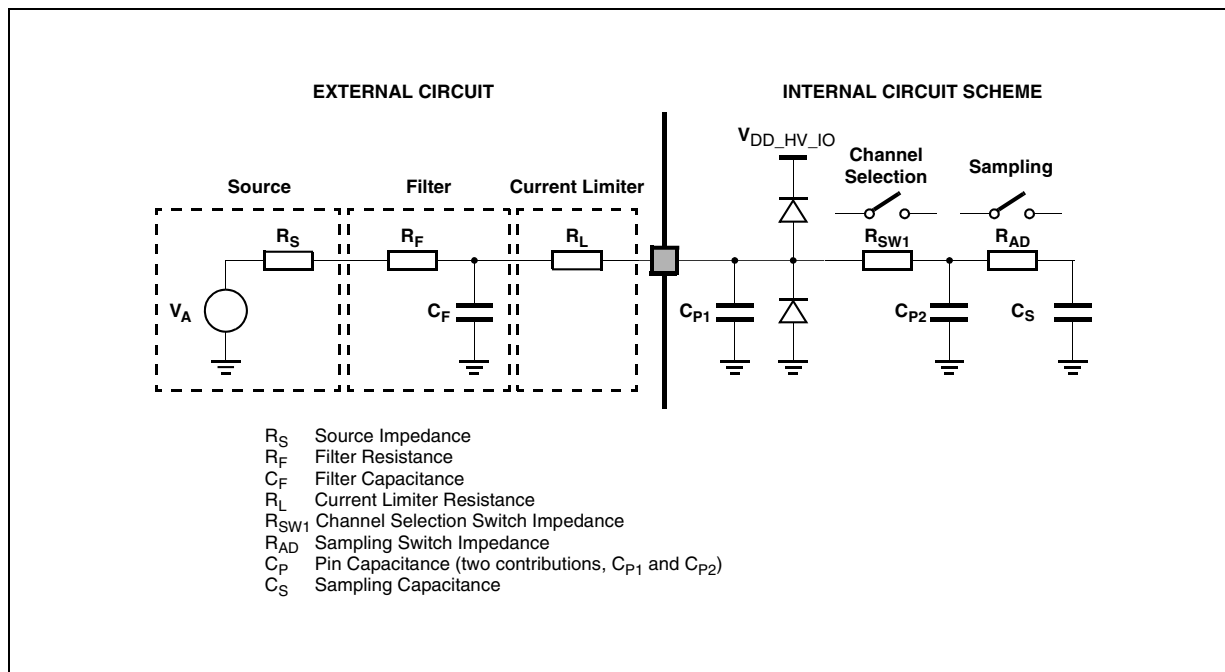 EXTERNAL CIRCUIT
INTERNAL CIRCUIT SCHEME
VDD_HV_IO
Channel
Selection
Sampling
Source
Filter
Current Limiter
RS
RF
RL
RSW1
RAD
VA
CF
CP1
CP2
CS
RS Source Impedance
RF Filter Resistance
CF Filter Capacitance
RL Current Limiter Resistance
RSW1 Channel Selection Switch Impedance
RAD Sampling Switch Impedance
CP Pin Capacitance (two contributions, CP1 and CP2)
CS Sampling Capacitance